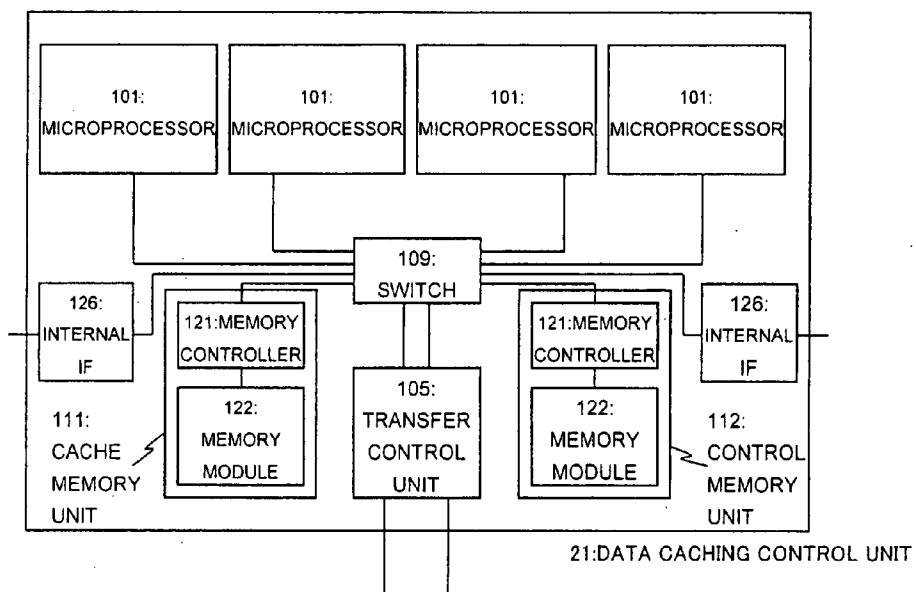 101:
MICROPROCESSOR
101:
MICROPROCESSOR
101:
MICROPROCESSOR
101:
MICROPROCESSOR
109:
SWITCH
126:
INTERNAL
IF
121:MEMORY
CONTROLLER
122:
MEMORY
MODULE
111:
CACHE
MEMORY
UNIT
105:
TRANSFER
CONTROL
UNIT
121:MEMORY
CONTROLLER
122:
MEMORY
MODULE
126:
INTERNAL
IF
112:
CONTROL
MEMORY
UNIT
21:DATA CACHING CONTROL UNIT